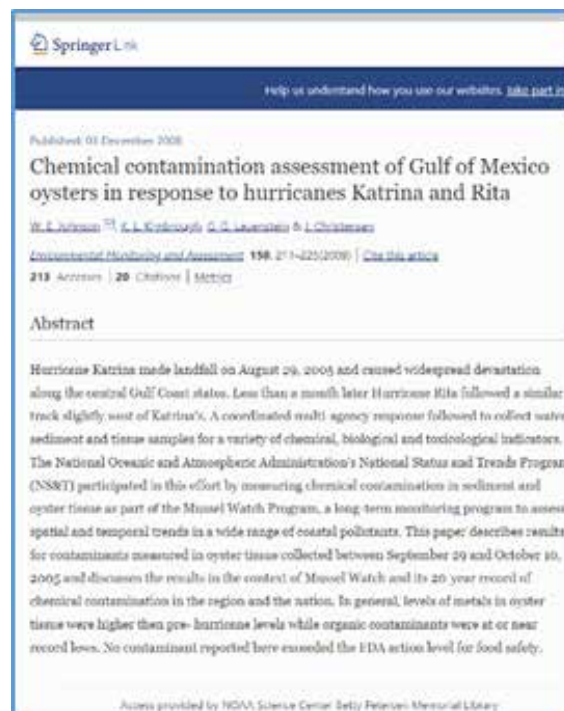 Springer Link
Help us understand how you use our websites. Take part in
Published: 03 December 2008
Chemical contamination assessment of Gulf of Mexico
oysters in response to hurricanes Katrina and Rita
W. E. Johnson, K. L. Kimbrough, G. G. Lauenstein & J. Christensen
Environmental Monitoring and Assessment 150, 211–225(2009) | Cite this article
213 Accesses | 20 Citations | Metrics
Abstract
Hurricane Katrina made landfall on August 29, 2005 and caused widespread devastation
along the central Gulf Coast states. Less than a month later Hurricane Rita followed a similar
track slightly west of Katrina's. A coordinated multi-agency response followed to collect water,
sediment and tissue samples for a variety of chemical, biological and toxicological indicators.
The National Oceanic and Atmospheric Administration's National Status and Trends Program
(NS&T) participated in this effort by measuring chemical contamination in sediment and
oyster tissue as part of the Mussel Watch Program, a long-term monitoring program to assess
spatial and temporal trends in a wide range of coastal pollutants. This paper describes results
for contaminants measured in oyster tissue collected between September 29 and October 10,
2005 and discusses the results in the context of Mussel Watch and its 20-year record of
chemical contamination in the region and the nation. In general, levels of metals in oyster
tissue were higher then pre- hurricane levels while organic contaminants were at or near
record lows. No contaminant reported here exceeded the FDA action level for food safety.
Access provided by NOAA Science Center Betty Petersen Memorial Library